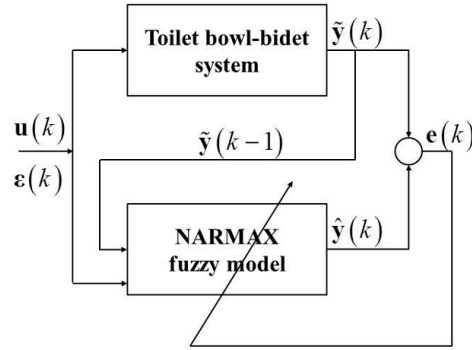 Toilet bowl-bidet
system
ỹ(k)
u(k)
ε(k)
ỹ(k−1)
e(k)
NARMAX
fuzzy model
ŷ(k)